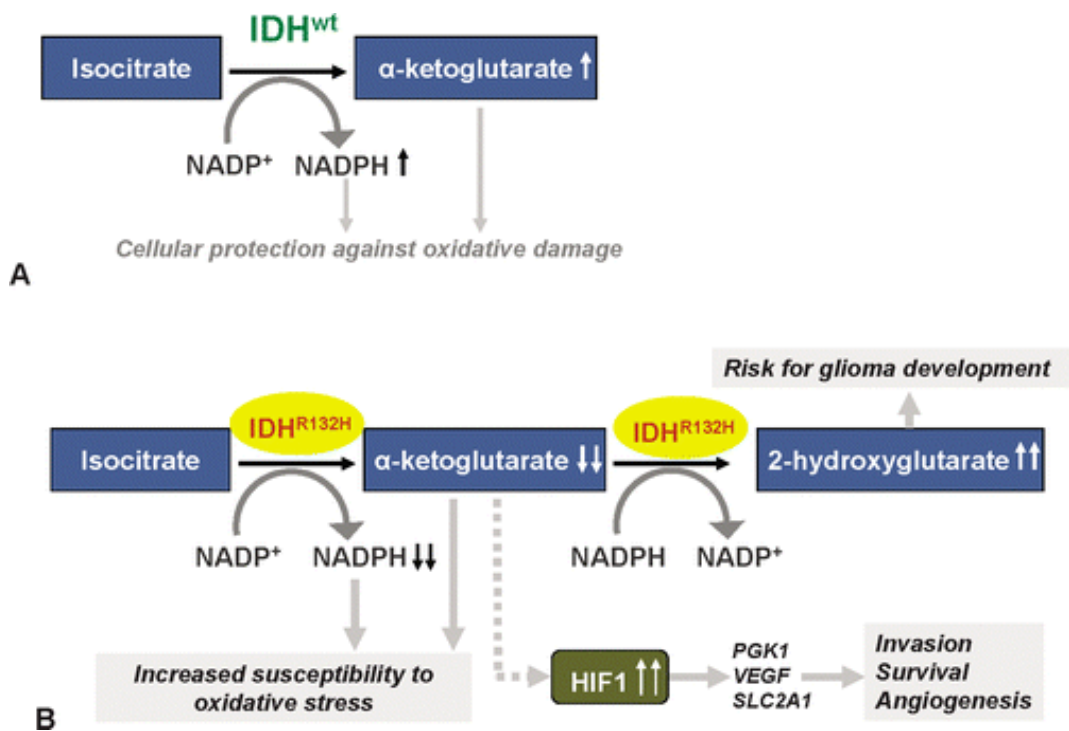 IDHwt
Isocitrate
α-ketoglutarate ↑
NADP+
NADPH ↑
Cellular protection against oxidative damage
A
Risk for glioma development
IDHR132H
IDHR132H
Isocitrate
α-ketoglutarate ↓↓
2-hydroxyglutarate ↑↑
NADP+
NADPH ↓↓
NADPH
NADP+
Increased susceptibility to
oxidative stress
HIF1 ↑↑
PGK1
VEGF
SLC2A1
Invasion
Survival
Angiogenesis
B